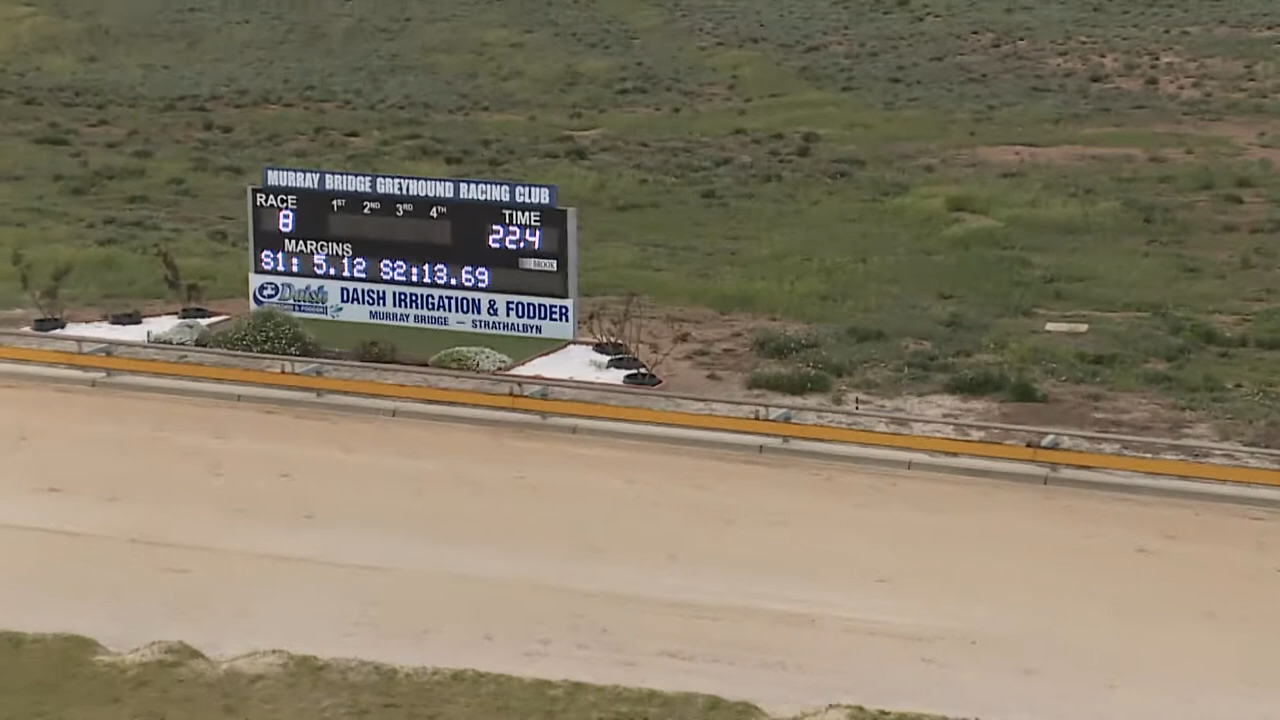 MURRAY BRIDGE GREYHOUND RACING CLUB
RACE 1ST 2ND 3RD 4TH TIME
8 22.4
MARGINS
BROOK
S1: 5.12 S2:13.69
Daish
DAISH IRRIGATION & FODDER
MURRAY BRIDGE — STRATHALBYN